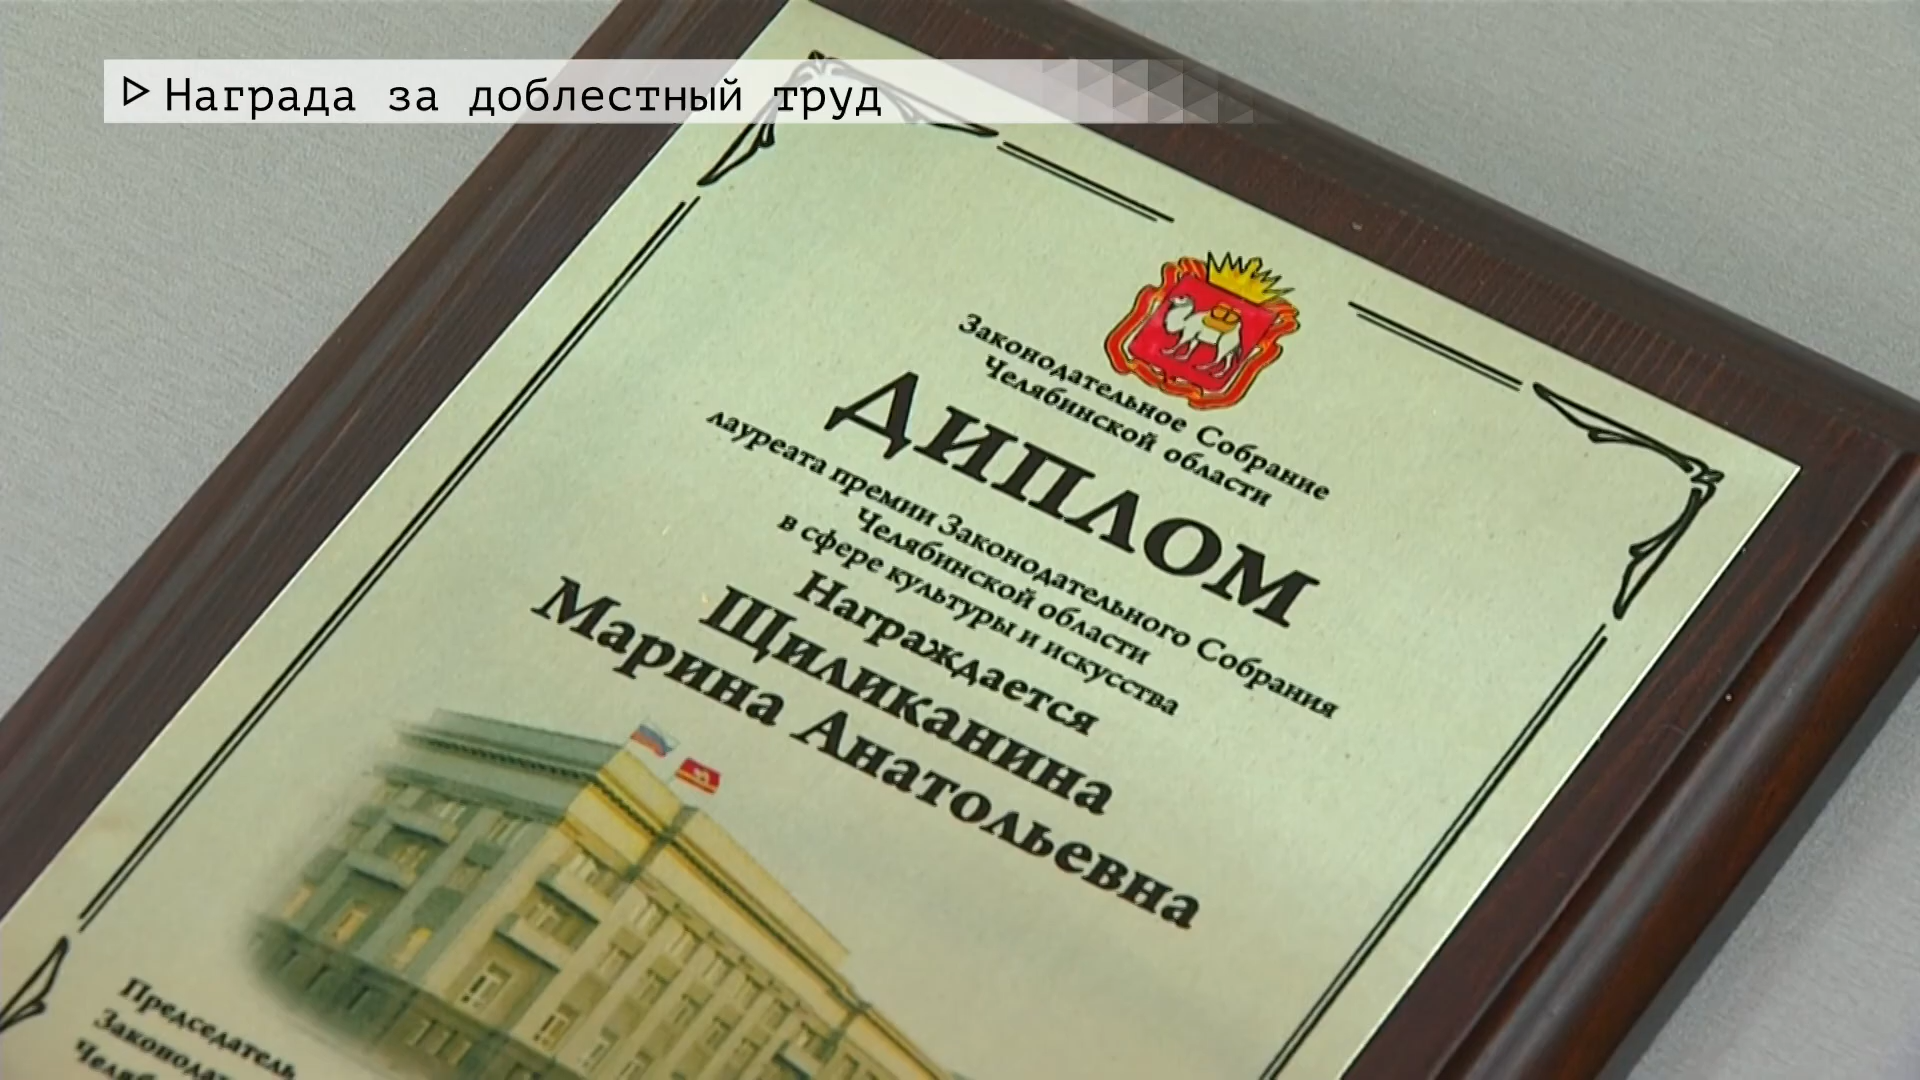 Награда за доблестный труд
Законодательное Собрание
Челябинской области
ДИПЛОМ
лауреата премии Законодательного Собрания
Челябинской области
в сфере культуры и искусства
Награждается
Щиликанина
Марина Анатольевна
Председатель